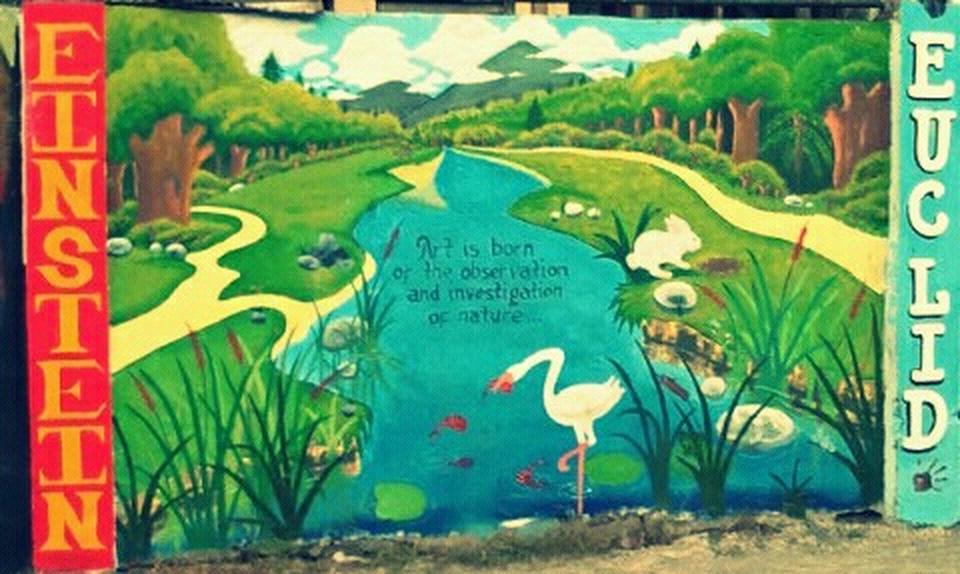 EINSTEIN
Art is born
of the observation
and investigation
of nature...
EUCLID